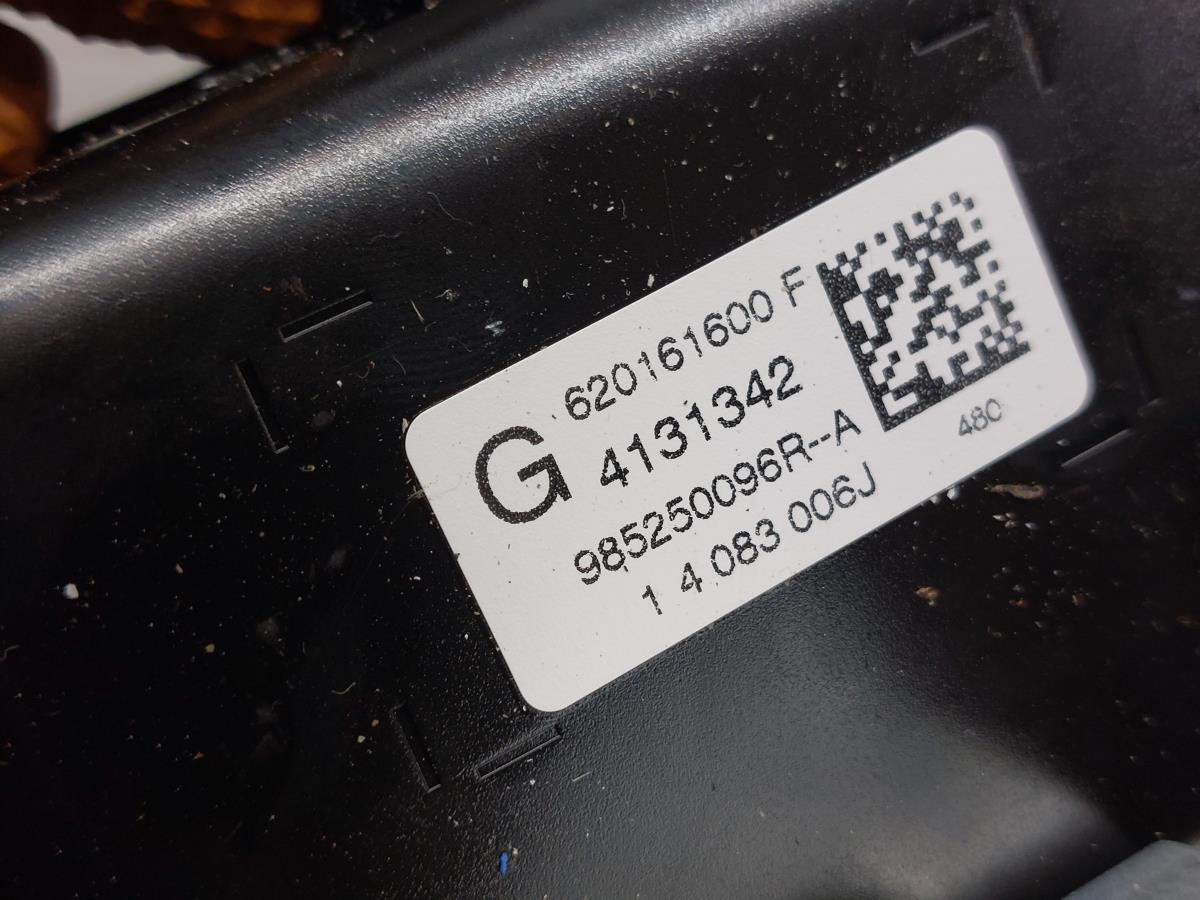 620161600 F
G 4131342
985250096R--A
1 4 083 006J
480